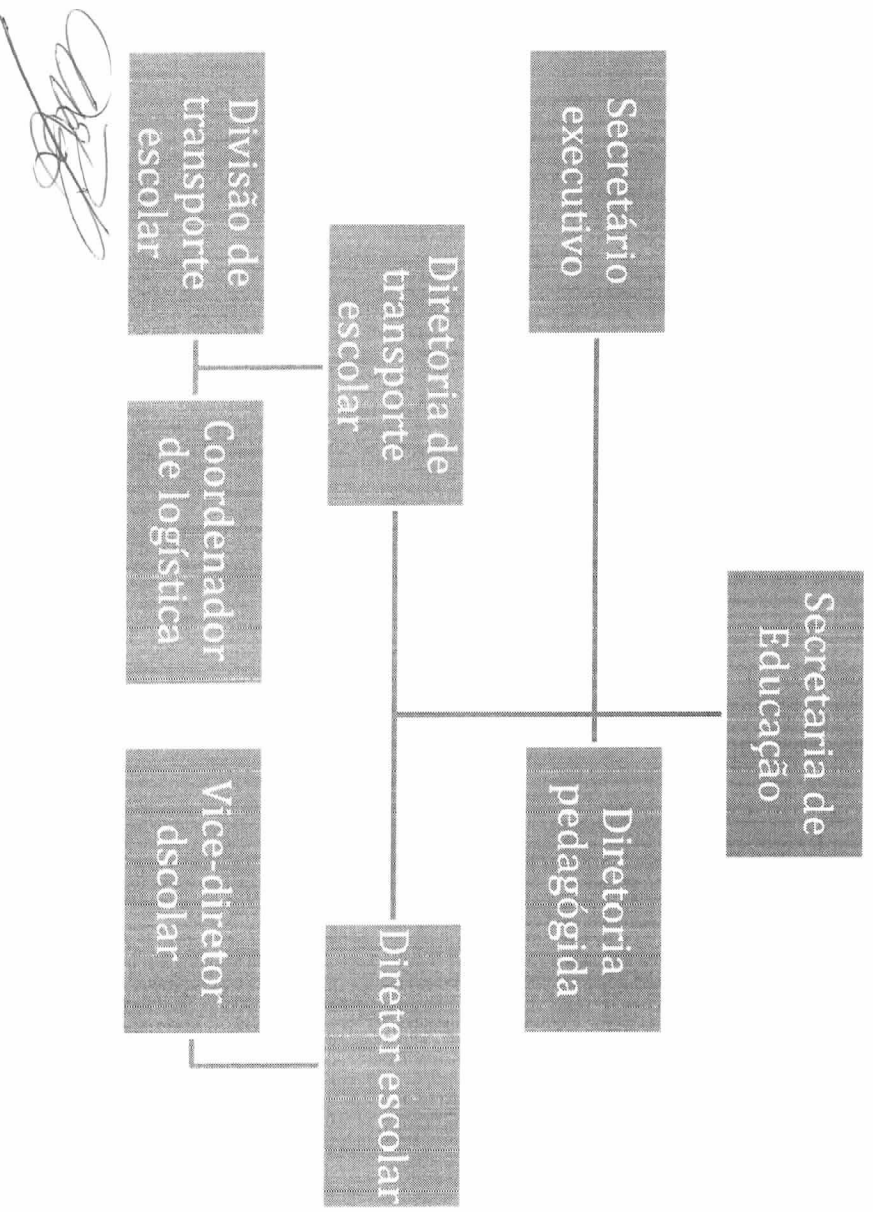 Secretaria de
Educação
Secretário
executivo
Diretoria
pedagógida
Diretoria de
transporte
escolar
Diretor escolar
Divisão de
transporte
escolar
Coordenador
de logística
Vice-diretor
dscolar